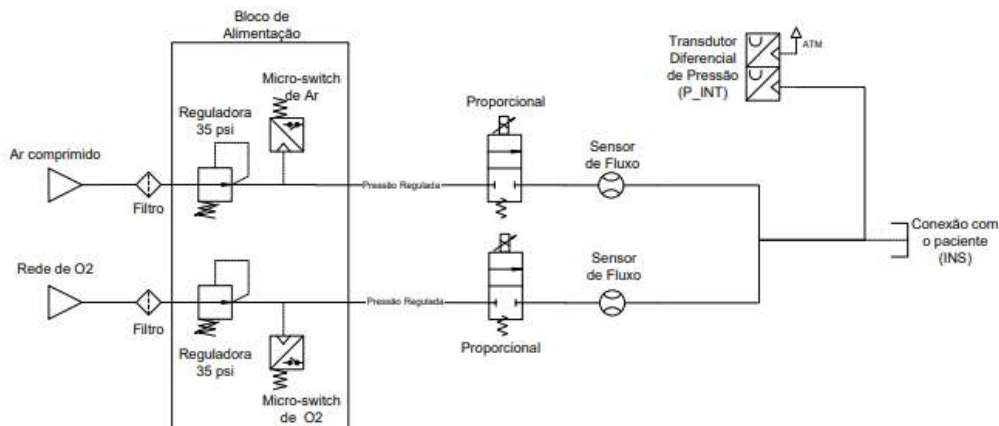 Bloco de
Alimentação
Transdutor
Diferencial
de Pressão
(P_INT)
ATM
Micro-switch
de Ar
Reguladora
35 psi
Proporcional
Sensor
de Fluxo
Ar comprimido
Pressão Regulada
Filtro
Conexão com
o paciente
(INS)
Rede de O2
Sensor
de Fluxo
Pressão Regulada
Filtro
Reguladora
35 psi
Proporcional
Micro-switch
de O2